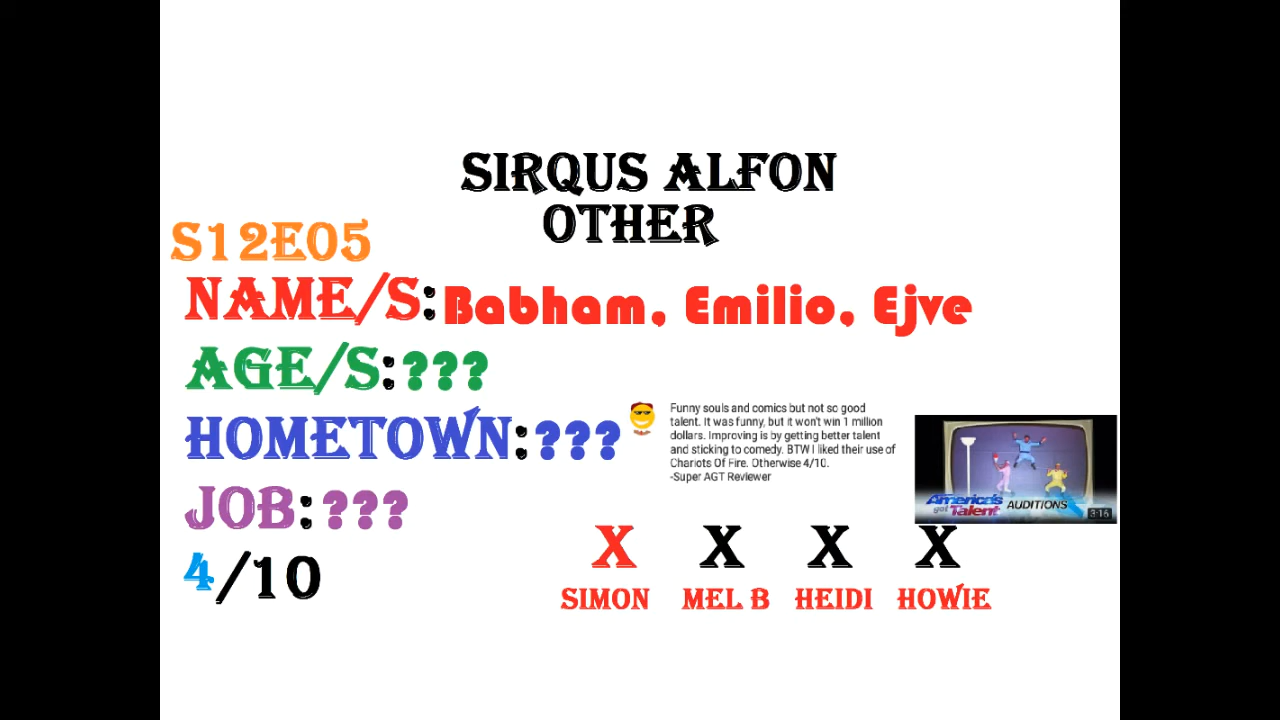 SIRQUS ALFON
OTHER
S12E05
NAME/S: Babham, Emilio, Ejve
AGE/S: ???
HOMETOWN: ???
Funny souls and comics but not so good
talent. It was funny, but it won't win 1 million
dollars. Improving is by getting better talent
and sticking to comedy. BTW I liked their use of
Chariots Of Fire. Otherwise 4/10.
-Super AGT Reviewer
America's
got Talent
AUDITIONS
3:16
JOB: ???
4/10
X X X X
SIMON MEL B HEIDI HOWIE